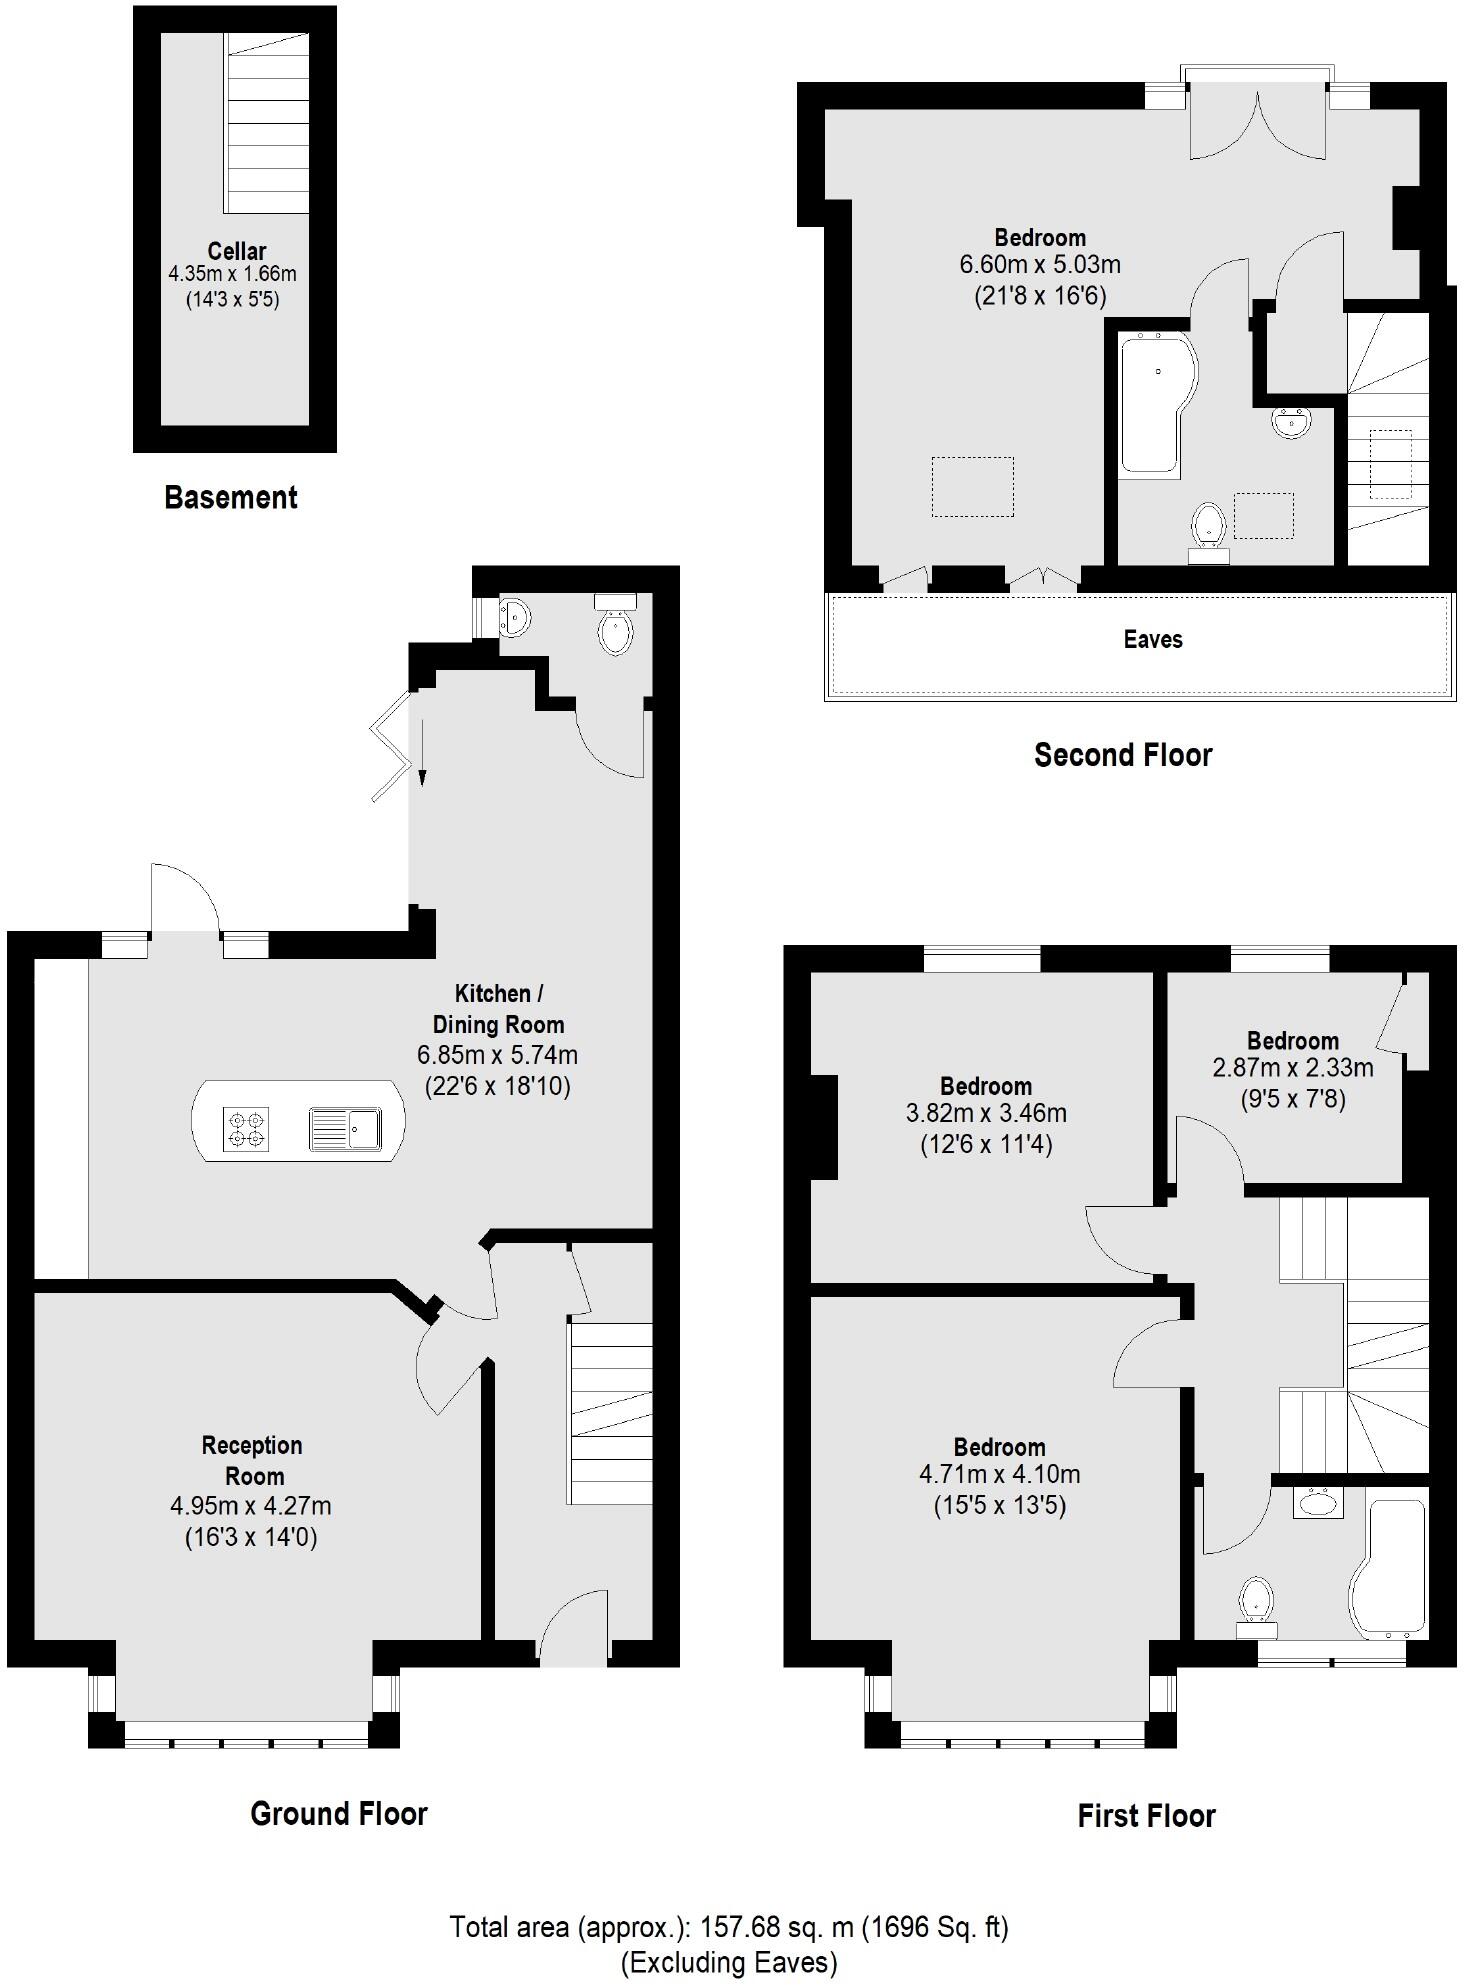 Cellar
4.35m x 1.66m
(14'3 x 5'5)
Basement
Bedroom
6.60m x 5.03m
(21'8 x 16'6)
Eaves
Second Floor
Kitchen /
Dining Room
6.85m x 5.74m
(22'6 x 18'10)
Reception
Room
4.95m x 4.27m
(16'3 x 14'0)
Ground Floor
Bedroom
3.82m x 3.46m
(12'6 x 11'4)
Bedroom
2.87m x 2.33m
(9'5 x 7'8)
Bedroom
4.71m x 4.10m
(15'5 x 13'5)
First Floor
Total area (approx.): 157.68 sq. m (1696 Sq. ft)
(Excluding Eaves)